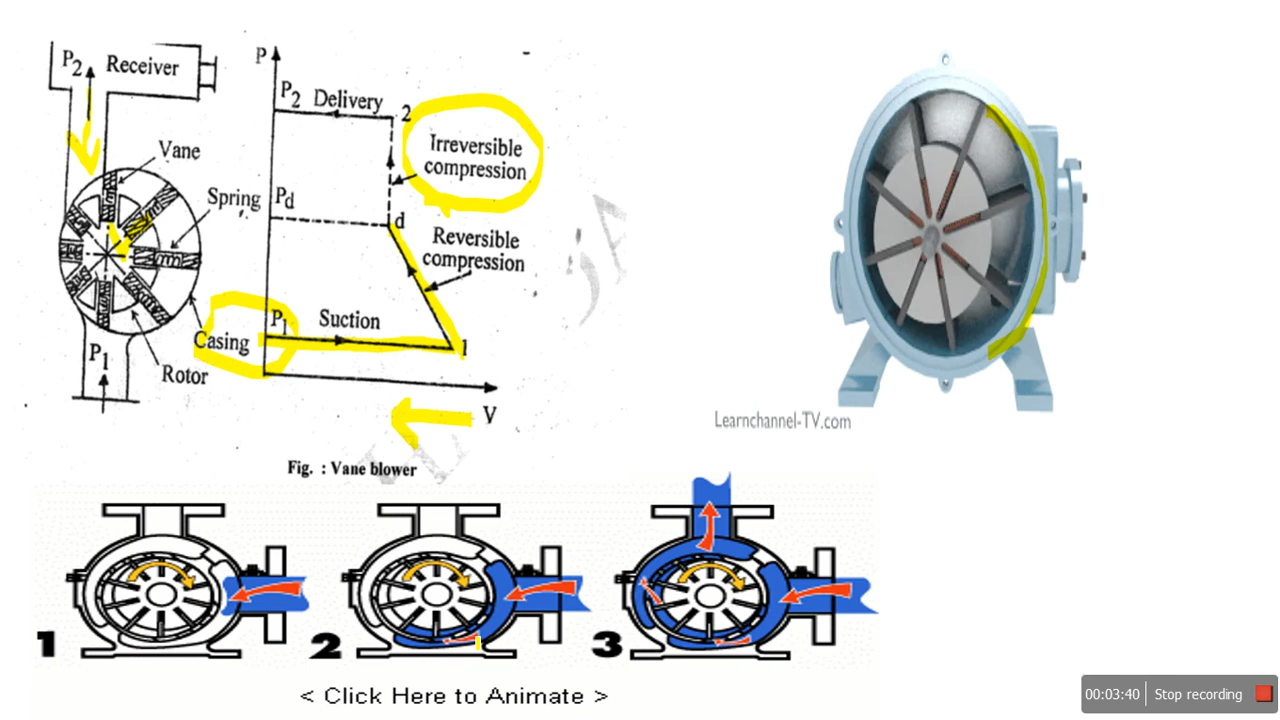 P2
Receiver
Vane
Spring
Casing
P1
Rotor
P
P2 Delivery
2
Irreversible
compression
Pd
d
Reversible
compression
P1
Suction
1
V
Fig. : Vane blower
Learnchannel-TV.com
1
2
3
< Click Here to Animate >
00:03:40
Stop recording